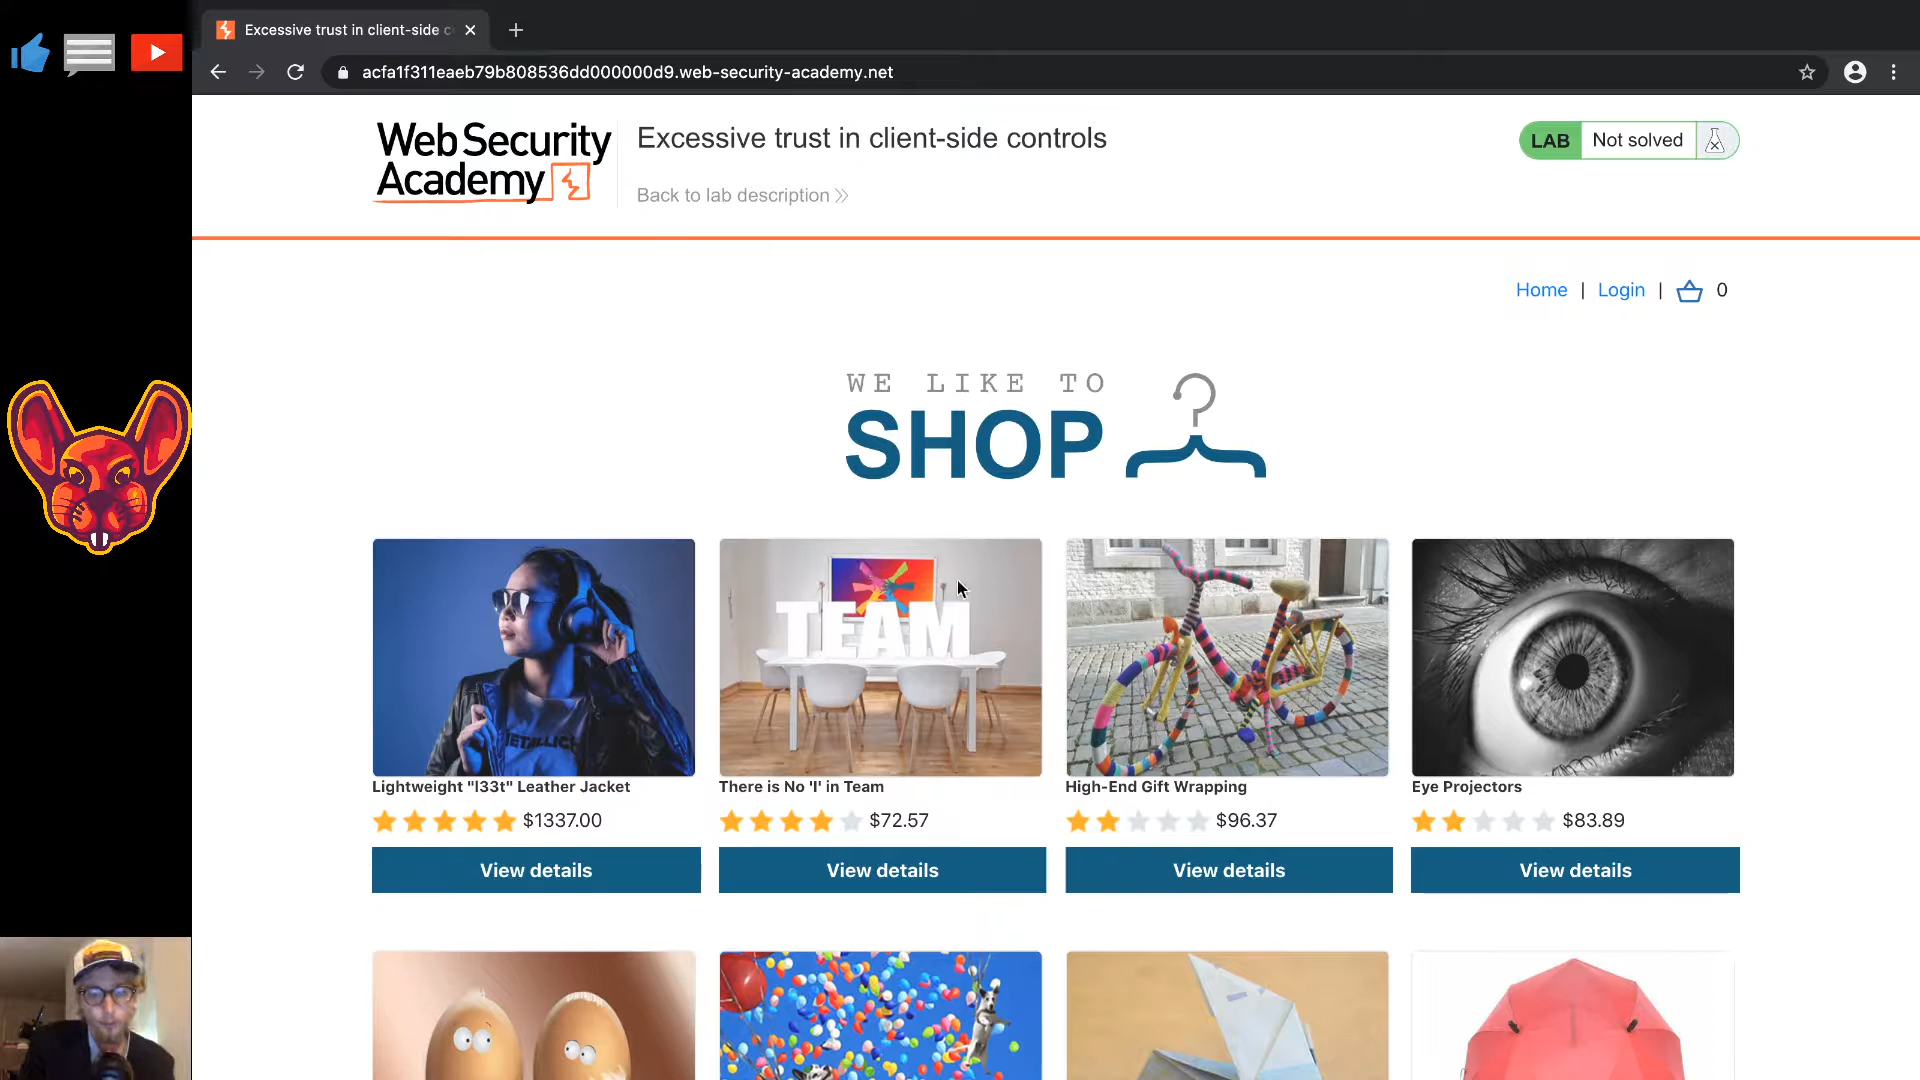 Excessive trust in client-side c
acfa1f311eaeb79b808536dd000000d9.web-security-academy.net
Web Security
Academy
Excessive trust in client-side controls
Back to lab description
LAB Not solved
Home | Login | 0
WE LIKE TO
SHOP
TEAM
METALLICA
Lightweight "l33t" Leather Jacket
There is No 'I' in Team
High-End Gift Wrapping
Eye Projectors
$1337.00
$72.57
$96.37
$83.89
View details
View details
View details
View details